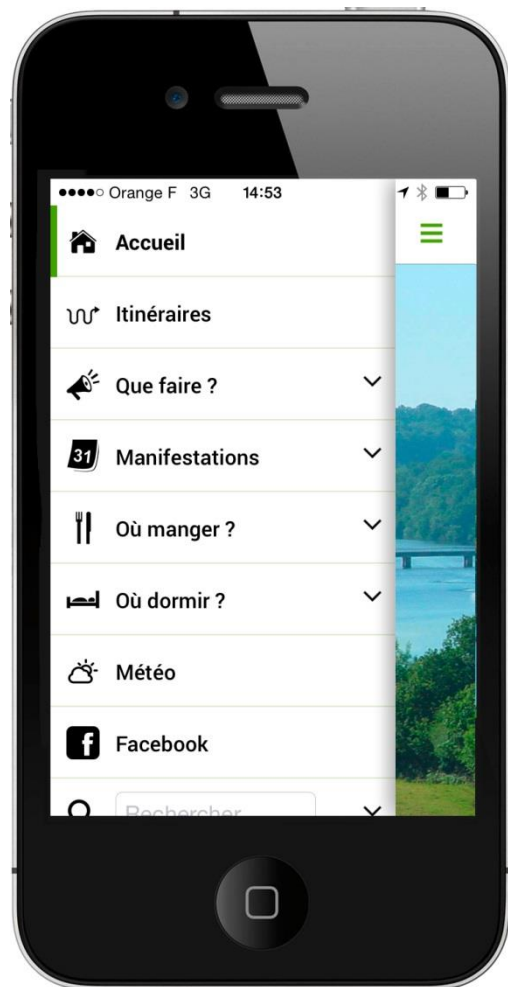 Orange F 3G 14:53
Accueil
Itinéraires
Que faire ?
31 Manifestations
Où manger ?
Où dormir ?
Météo
f Facebook
Rechercher